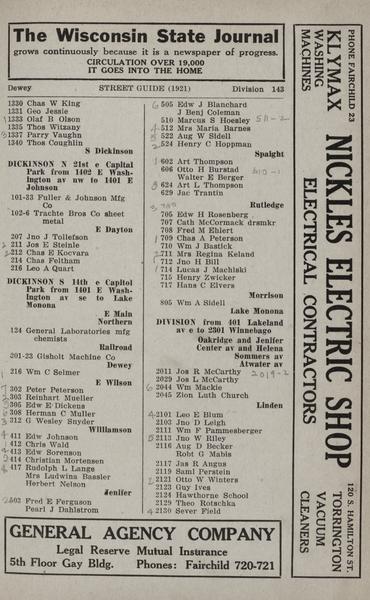 The Wisconsin State Journal
grows continuously because it is a newspaper of progress.
CIRCULATION OVER 19,000
IT GOES INTO THE HOME
Dewey STREET GUIDE (1921) Division 143
1330 Chas W King
1331 Geo Jessie
1333 Olaf B Olson
1335 Thos Witzany
1337 Parry Vaughn
1340 Thos Coughlin
S Dickinson
DICKINSON N 21st e Capitol
Park from 1402 E Wash-
ington av nw to 1401 E
Johnson
101-33 Fuller & Johnson Mfg
Co
102-6 Trachte Bros Co sheet
metal
E Dayton
207 Jno J Tollefson
211 Jos E Steinle
212 Chas E Kocvara
214 Chas Feltham
216 Leo A Quart
DICKINSON S 14th e Capitol
Park from 1401 E Wash-
ington av se to Lake
Monona
E Main
Northern
124 General Laboratories mfg
chemists
Railroad
201-23 Gisholt Machine Co
Dewey
216 Wm C Selmer
E Wilson
302 Peter Peterson
303 Reinhart Mueller
305 Edw E Dickens
308 Herman C Muller
312 G Wesley Snyder
Williamson
411 Edw Johnson
412 Chris Wald
413 Edw Sorenson
414 Christian Mortensen
417 Rudolph L Lange
Mrs Ludwina Bassler
Herbert Nelson
Jenifer
502 Fred E Ferguson
Pearl J Dahlstrom
505 Edw J Blanchard
J Benj Coleman
510 Marcus S Hoesley 511-2
512 Mrs Maria Barnes
522 Aug W Sidell
524 Henry C Hoppman
Spaight
602 Art Thompson
606 Otto H Burstad 610-1
Walter E Berger
624 Art L Thompson
629 Jac Trantin
Rutledge
705 Edw H Rosenberg
707 Cath McCormack drsmkr
708 Fred M Ehlert
709 Chas A Peterson
710 Wm J Bastick
711 Mrs Regina Keland
712 Jno H Bill
714 Lucas J Machlski
715 Henry Zwicker
717 Hans C Elvers
Morrison
805 Wm A Sidell
Lake Monona
DIVISION from 401 Lakeland
av e to 2301 Winnebago
Oakridge and Jenifer
Center av and Helena
Sommers av
Atwater av
2011 Jos R McCarthy 2019-2
2029 Jos L McCarthy
2044 Wm Mackie
2045 Zion Luth Church
Linden
2101 Leo E Blum
2103 Jno D Leigh
2111 Wm F Pammesberger
2113 Jno W Riley
2116 Aug D Becker
Robt G Mabis
2117 Jas R Angus
2119 Saml Perstein
2121 Otto W Winters
2123 Guy Ives
2124 Hawthorne School
2129 Theo Rotschka
2130 Sever Field
GENERAL AGENCY COMPANY
Legal Reserve Mutual Insurance
5th Floor Gay Bldg. Phones: Fairchild 720-721
PHONE FAIRCHILD 23
KLYMAX
WASHING
MACHINES
NICKLES ELECTRIC SHOP
ELECTRICAL CONTRACTORS
120 S. HAMILTON ST.
TORRINGTON
VACUUM
CLEANERS